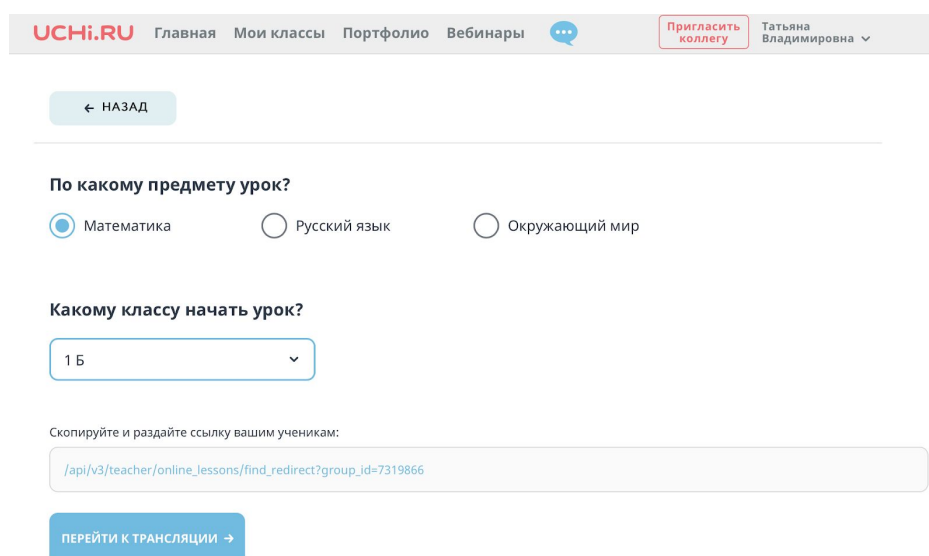 UCHi.RU Главная Мои классы Портфолио Вебинары Пригласить коллегу Татьяна Владимировна
← НАЗАД
По какому предмету урок?
Математика Русский язык Окружающий мир
Какому классу начать урок?
1 Б
Скопируйте и раздайте ссылку вашим ученикам:
/api/v3/teacher/online_lessons/find_redirect?group_id=7319866
ПЕРЕЙТИ К ТРАНСЛЯЦИИ →